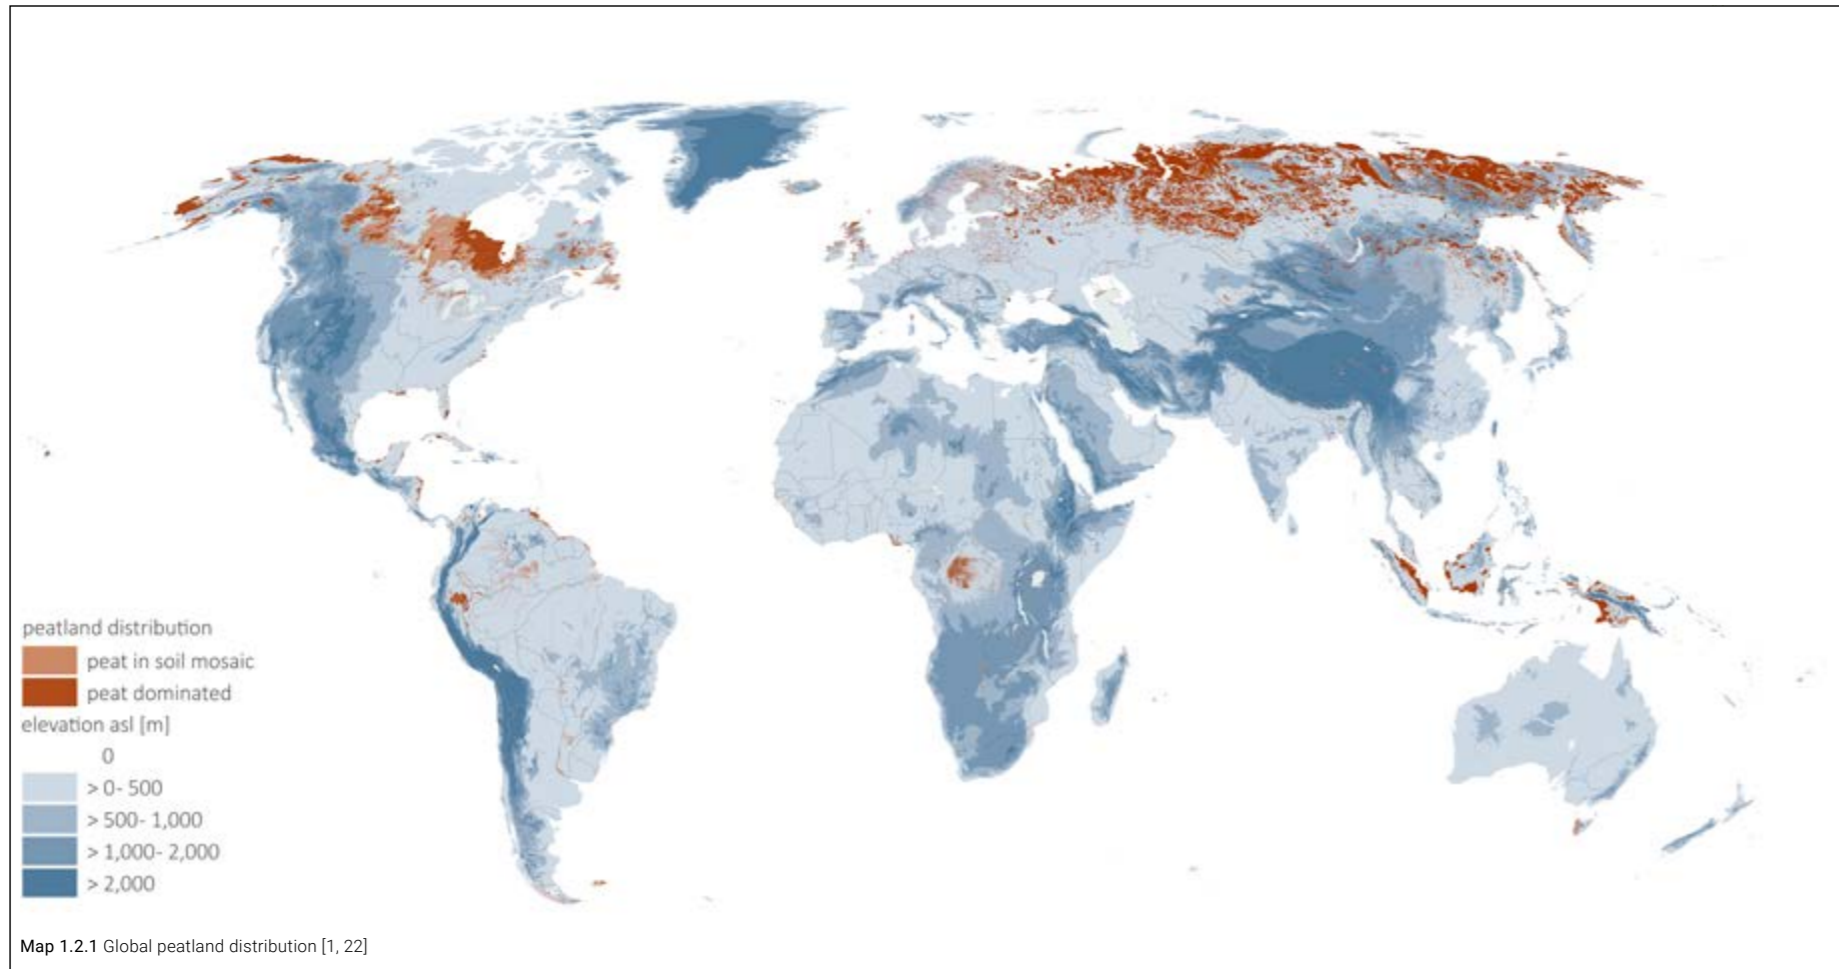 peatland distribution
peat in soil mosaic
peat dominated
elevation asl [m]
0
> 0- 500
> 500- 1,000
> 1,000- 2,000
> 2,000
Map 1.2.1 Global peatland distribution [1, 22]